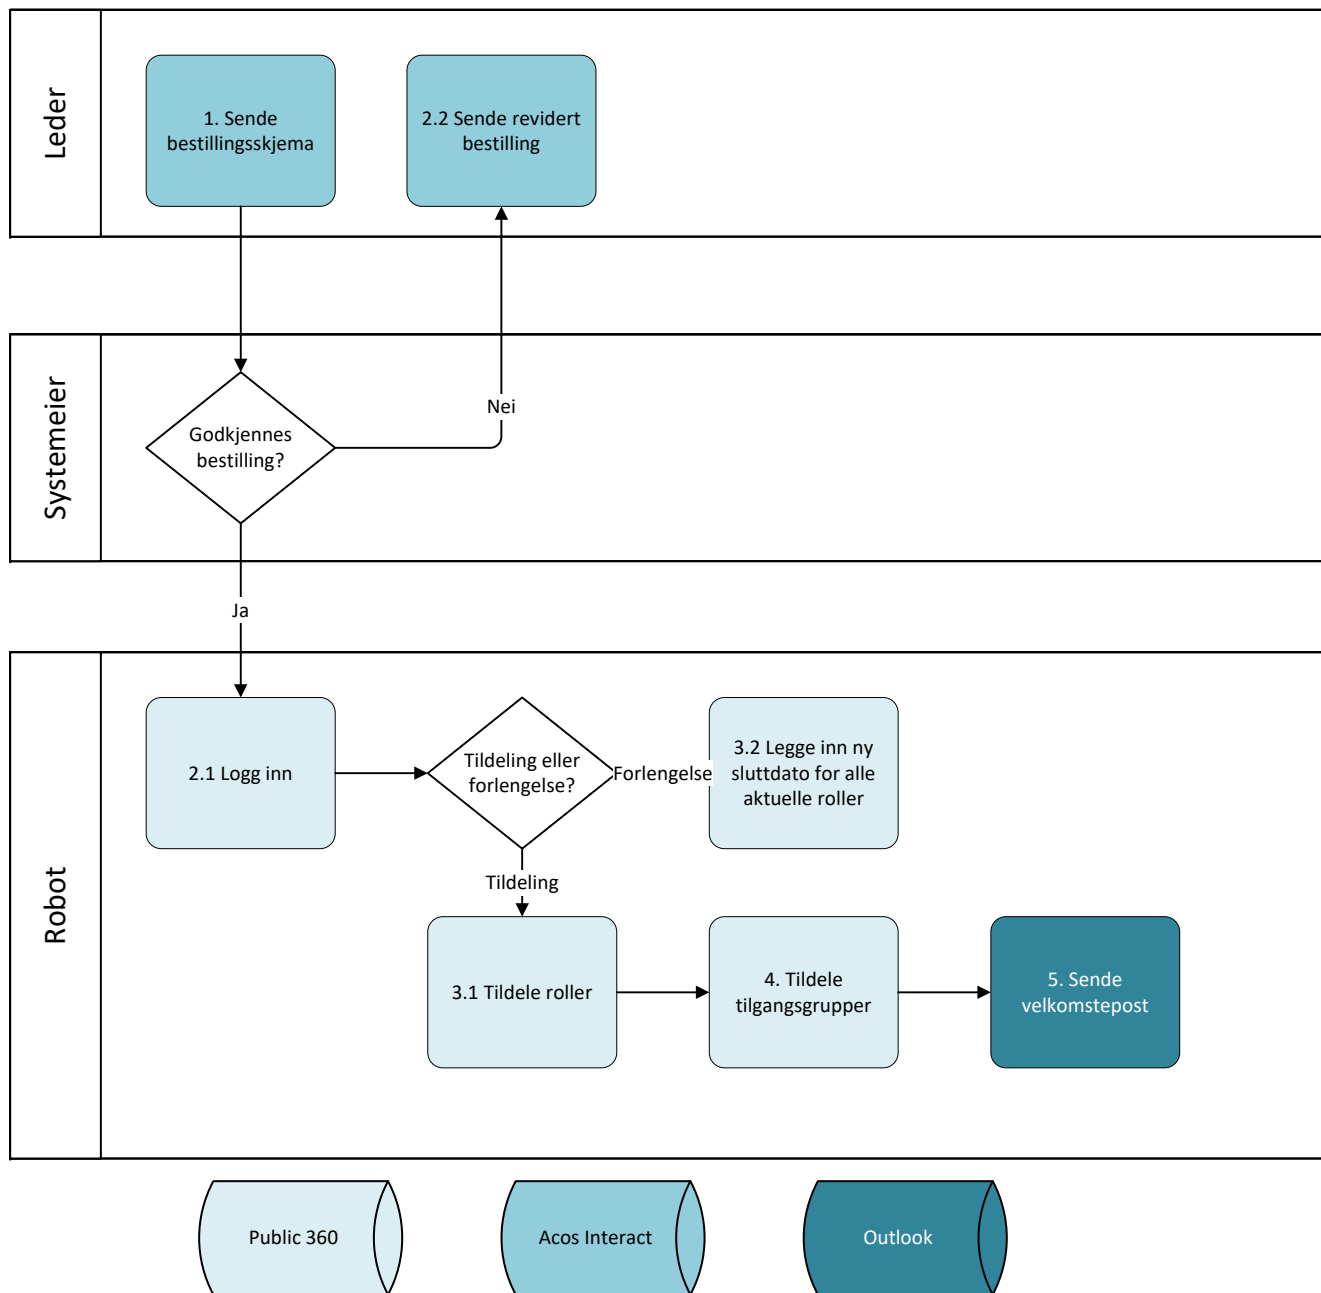 Leder
1. Sende
bestillingsskjema
2.2 Sende revidert
bestilling
Systemeier
Godkjennes
bestilling?
Nei
Ja
Robot
2.1 Logg inn
Tildeling eller
forlengelse?
Forlengelse
3.2 Legge inn ny
sluttdato for alle
aktuelle roller
Tildeling
3.1 Tildele roller
4. Tildele
tilgangsgrupper
5. Sende
velkomstepost
Public 360
Acos Interact
Outlook